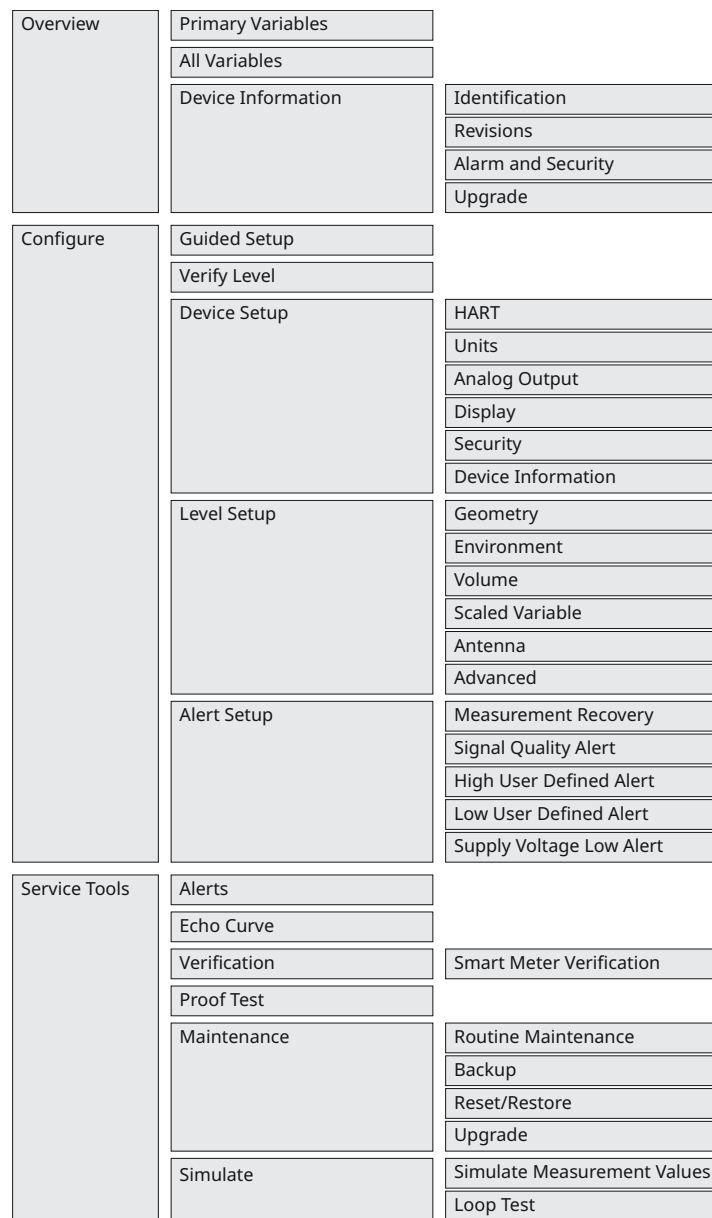 Overview
Primary Variables
All Variables
Device Information
Identification
Revisions
Alarm and Security
Upgrade
Configure
Guided Setup
Verify Level
Device Setup
HART
Units
Analog Output
Display
Security
Device Information
Level Setup
Geometry
Environment
Volume
Scaled Variable
Antenna
Advanced
Alert Setup
Measurement Recovery
Signal Quality Alert
High User Defined Alert
Low User Defined Alert
Supply Voltage Low Alert
Service Tools
Alerts
Echo Curve
Verification
Smart Meter Verification
Proof Test
Maintenance
Routine Maintenance
Backup
Reset/Restore
Upgrade
Simulate
Simulate Measurement Values
Loop Test